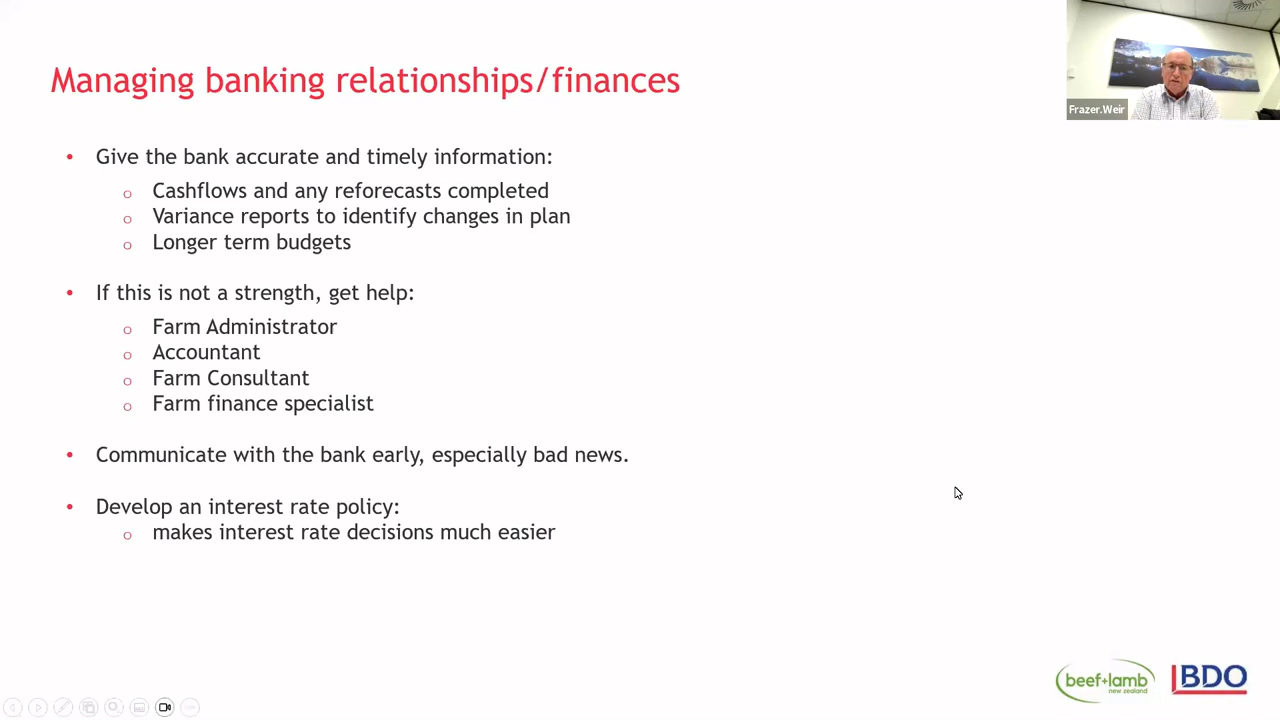 Managing banking relationships/finances
Frazer.Weir
• Give the bank accurate and timely information:
o Cashflows and any reforecasts completed
o Variance reports to identify changes in plan
o Longer term budgets
• If this is not a strength, get help:
o Farm Administrator
o Accountant
o Farm Consultant
o Farm finance specialist
• Communicate with the bank early, especially bad news.
• Develop an interest rate policy:
o makes interest rate decisions much easier
beef+lamb
new zealand
BDO